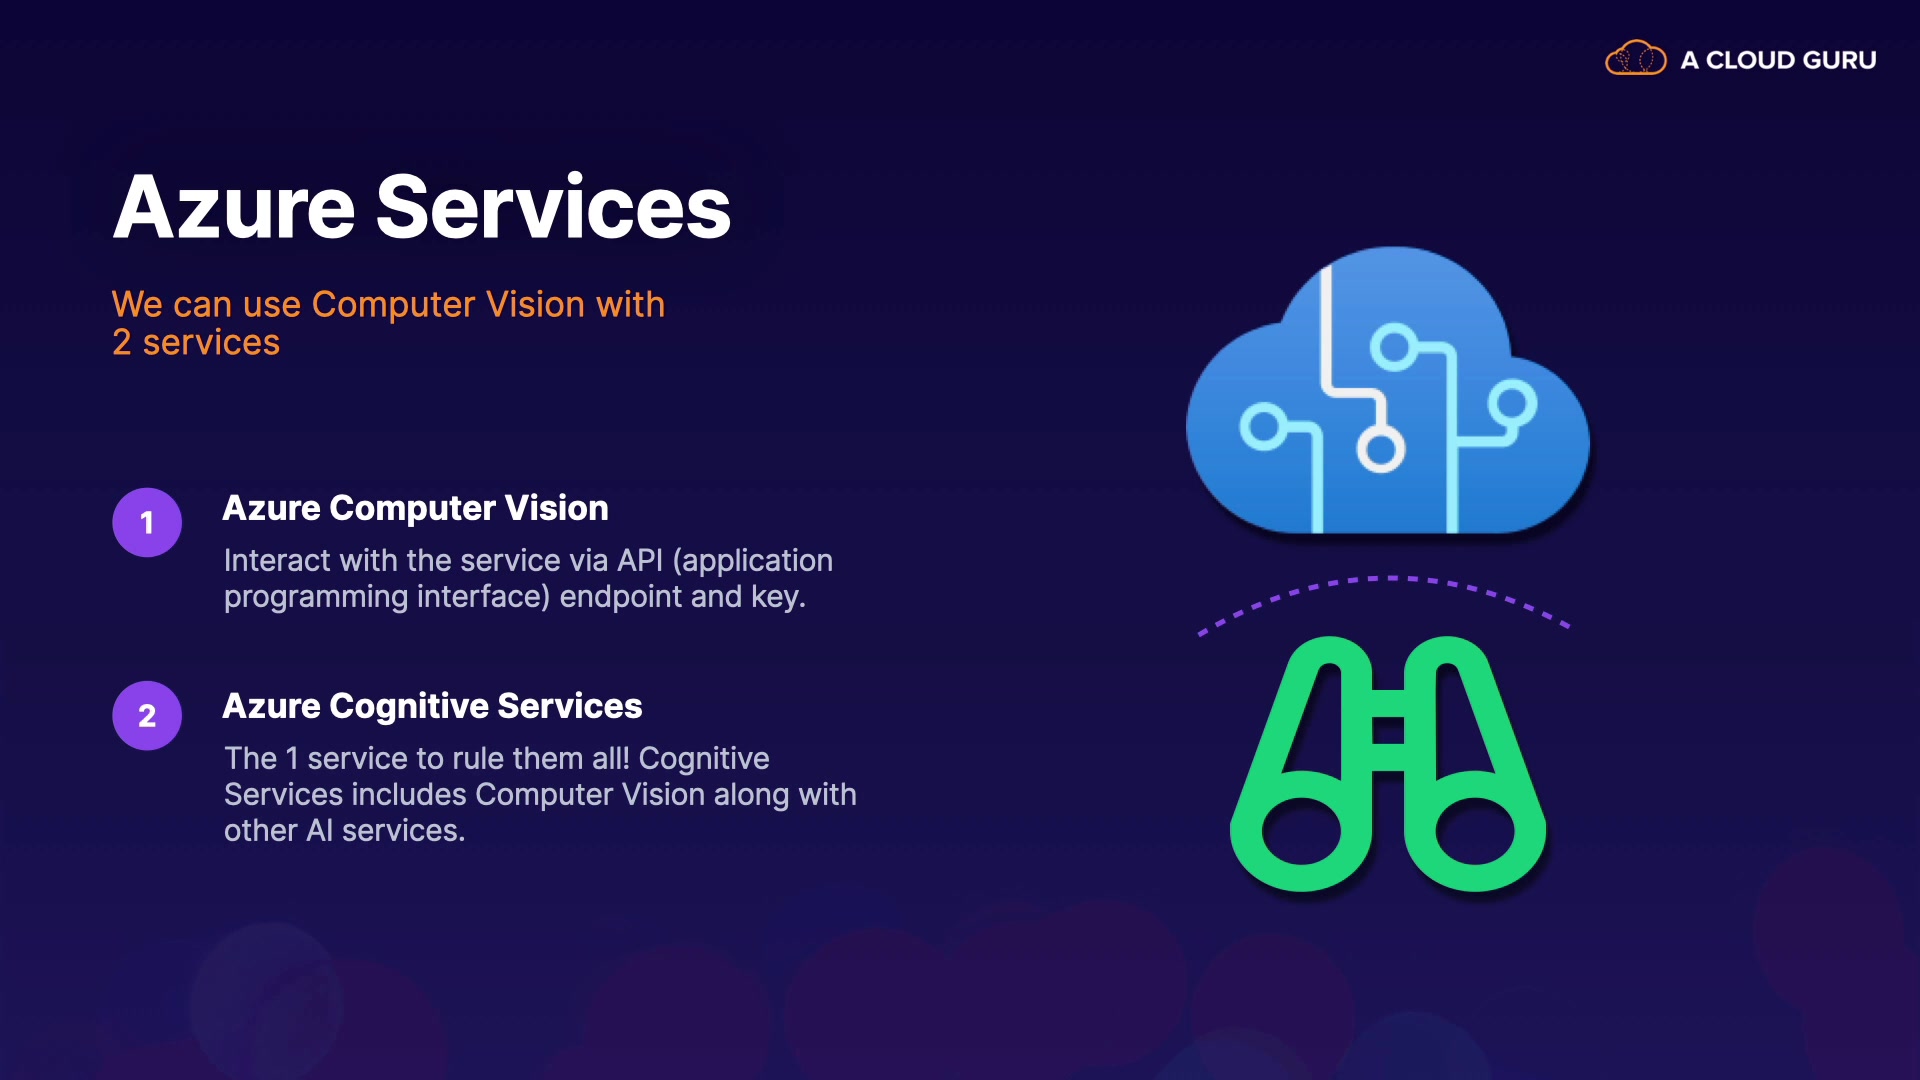 A CLOUD GURU
Azure Services
We can use Computer Vision with
2 services
1
Azure Computer Vision
Interact with the service via API (application
programming interface) endpoint and key.
2
Azure Cognitive Services
The 1 service to rule them all! Cognitive
Services includes Computer Vision along with
other AI services.